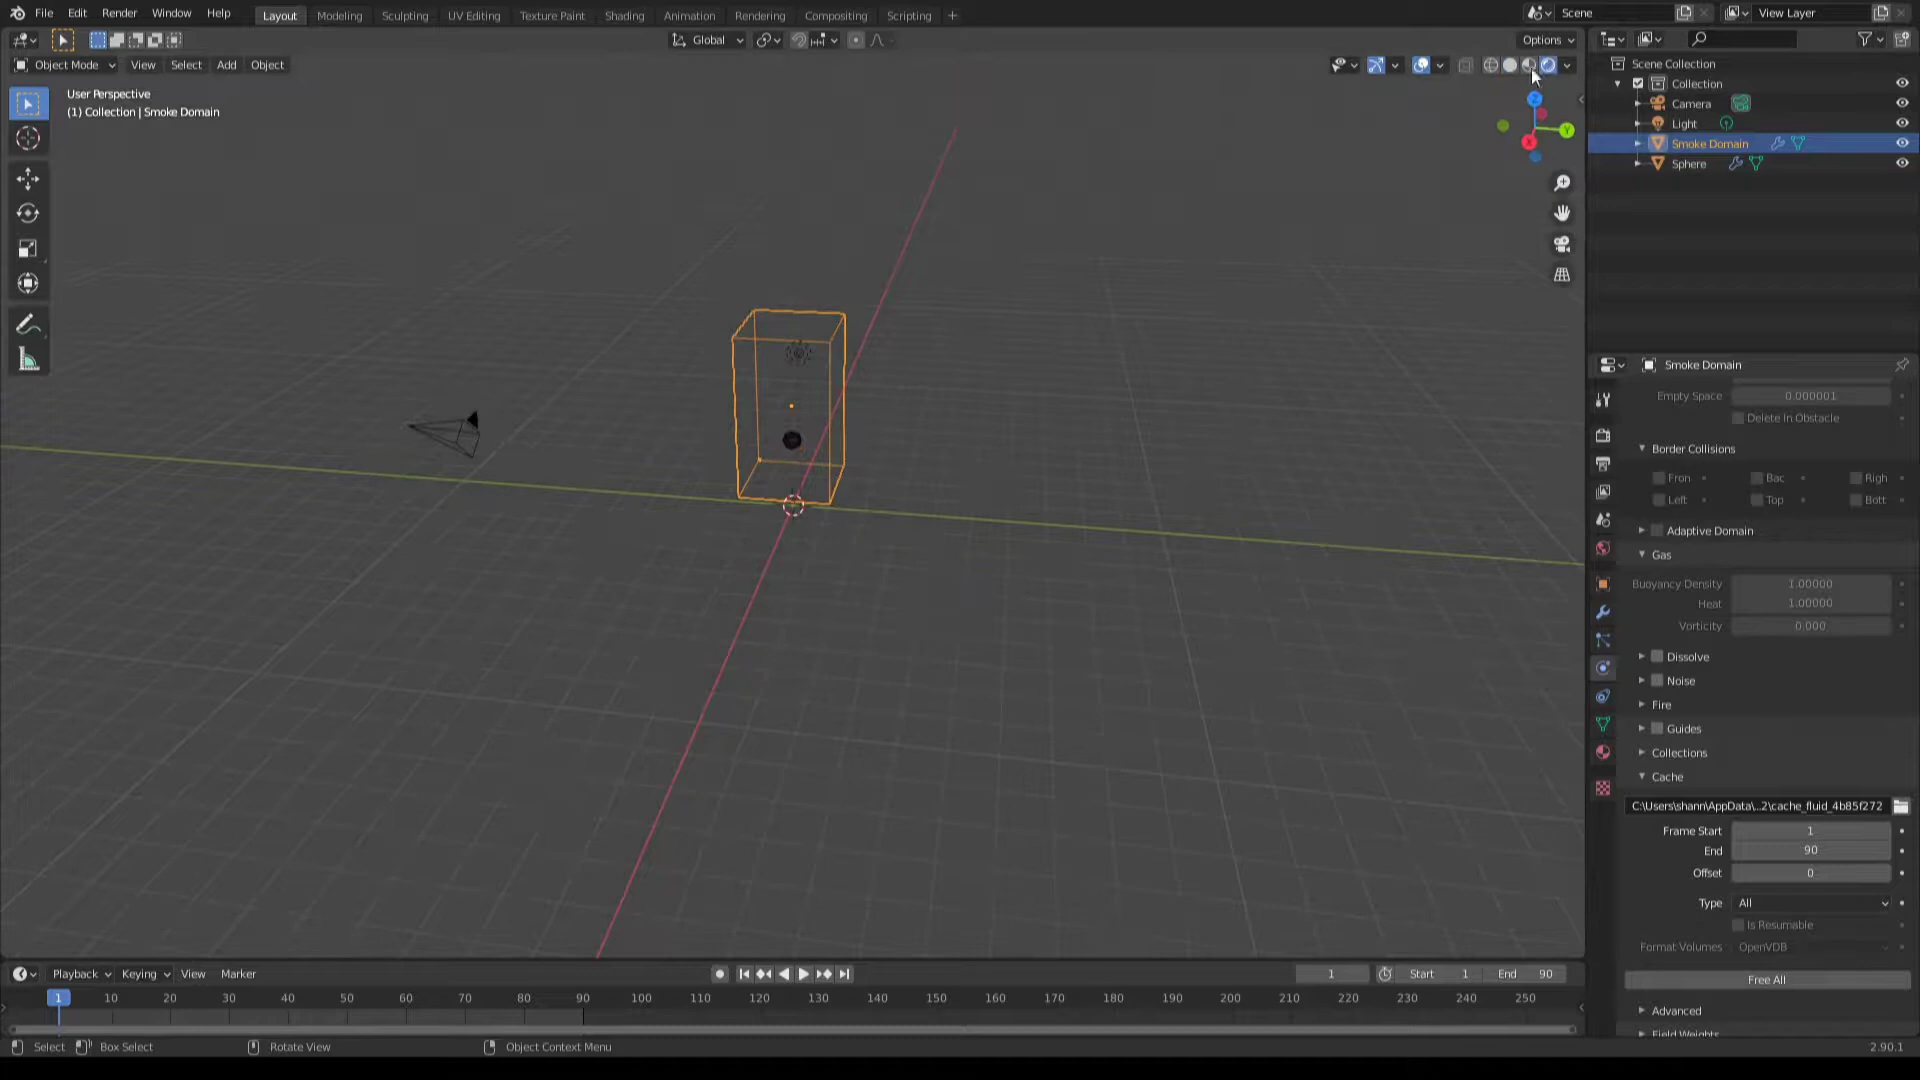 File Edit Render Window Help Layout Modeling Sculpting UV Editing Texture Paint Shading Animation Rendering Compositing Scripting + Scene View Layer
Global Options
Object Mode View Select Add Object
User Perspective
(1) Collection | Smoke Domain
Scene Collection
Collection
Camera
Light
Smoke Domain
Sphere
Smoke Domain
Empty Space 0.000001
Delete In Obstacle
Border Collisions
Fron Bac Righ
Left Top Bott
Adaptive Domain
Gas
Buoyancy Density 1.00000
Heat 1.00000
Vorticity 0.000
Dissolve
Noise
Fire
Guides
Collections
Cache
C:\Users\shann\AppData\...2\cache_fluid_4b85f272
Frame Start 1
End 90
Offset 0
Type All
Is Resumable
Format Volumes OpenVDB
Free All
Advanced
Field Weights
Playback Keying View Marker 1 Start 1 End 90
1 10 20 30 40 50 60 70 80 90 100 110 120 130 140 150 160 170 180 190 200 210 220 230 240 250
Select Box Select Rotate View Object Context Menu 2.90.1